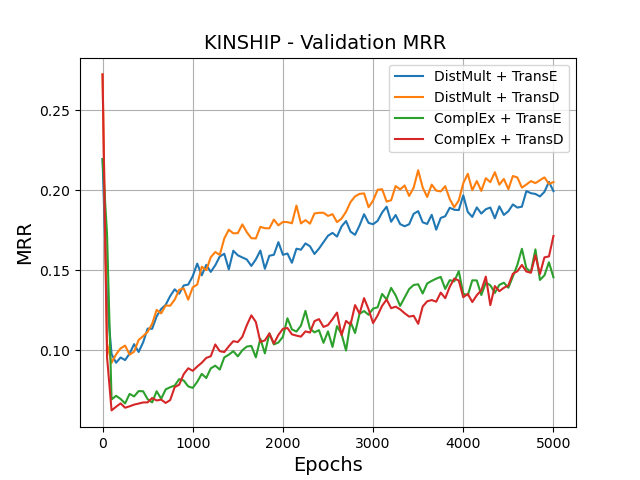 KINSHIP - Validation MRR
DistMult + TransE
DistMult + TransD
ComplEx + TransE
ComplEx + TransD
MRR
0.25
0.20
0.15
0.10
0
1000
2000
3000
4000
5000
Epochs